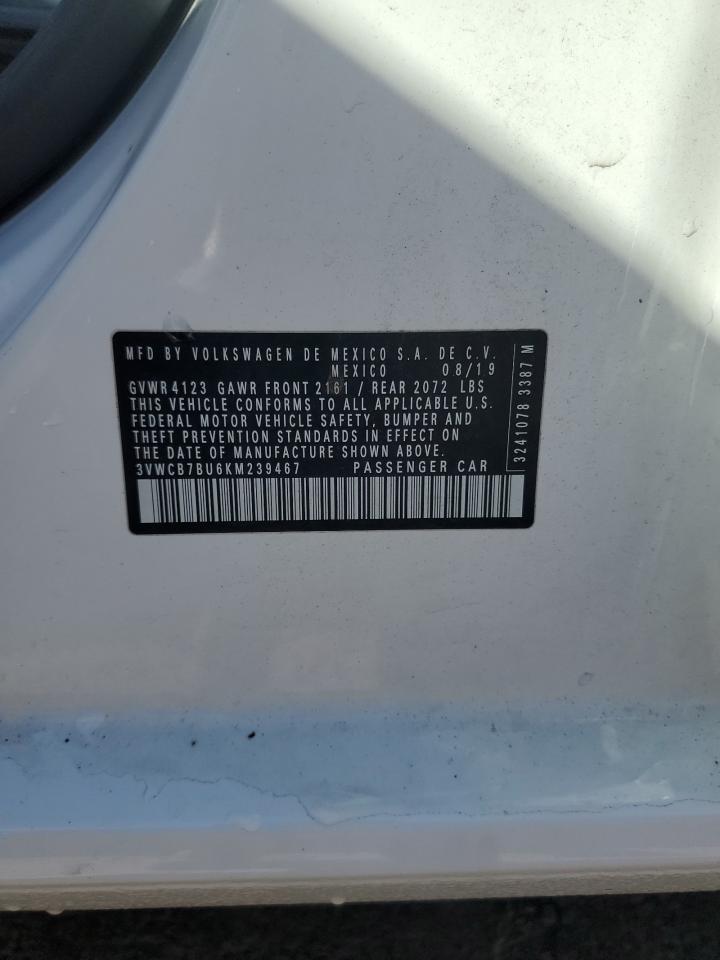 MFD BY VOLKSWAGEN DE MEXICO S.A. DE C.V.
MEXICO 08/19
GVWR 4123 GAWR FRONT 2161 / REAR 2072 LBS
THIS VEHICLE CONFORMS TO ALL APPLICABLE U.S.
FEDERAL MOTOR VEHICLE SAFETY, BUMPER AND
THEFT PREVENTION STANDARDS IN EFFECT ON
THE DATE OF MANUFACTURE SHOWN ABOVE.
3VWCB7BU6KM239467 PASSENGER CAR
3241078 3387 M